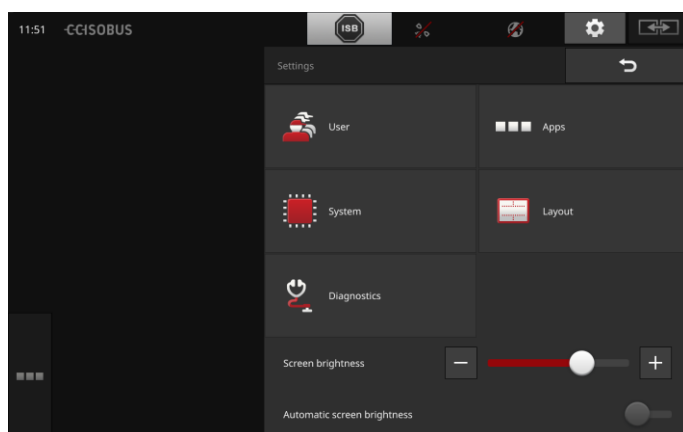 11:51 CCISOBUS
ISB
Settings
User
Apps
System
Layout
Diagnostics
Screen brightness
Automatic screen brightness